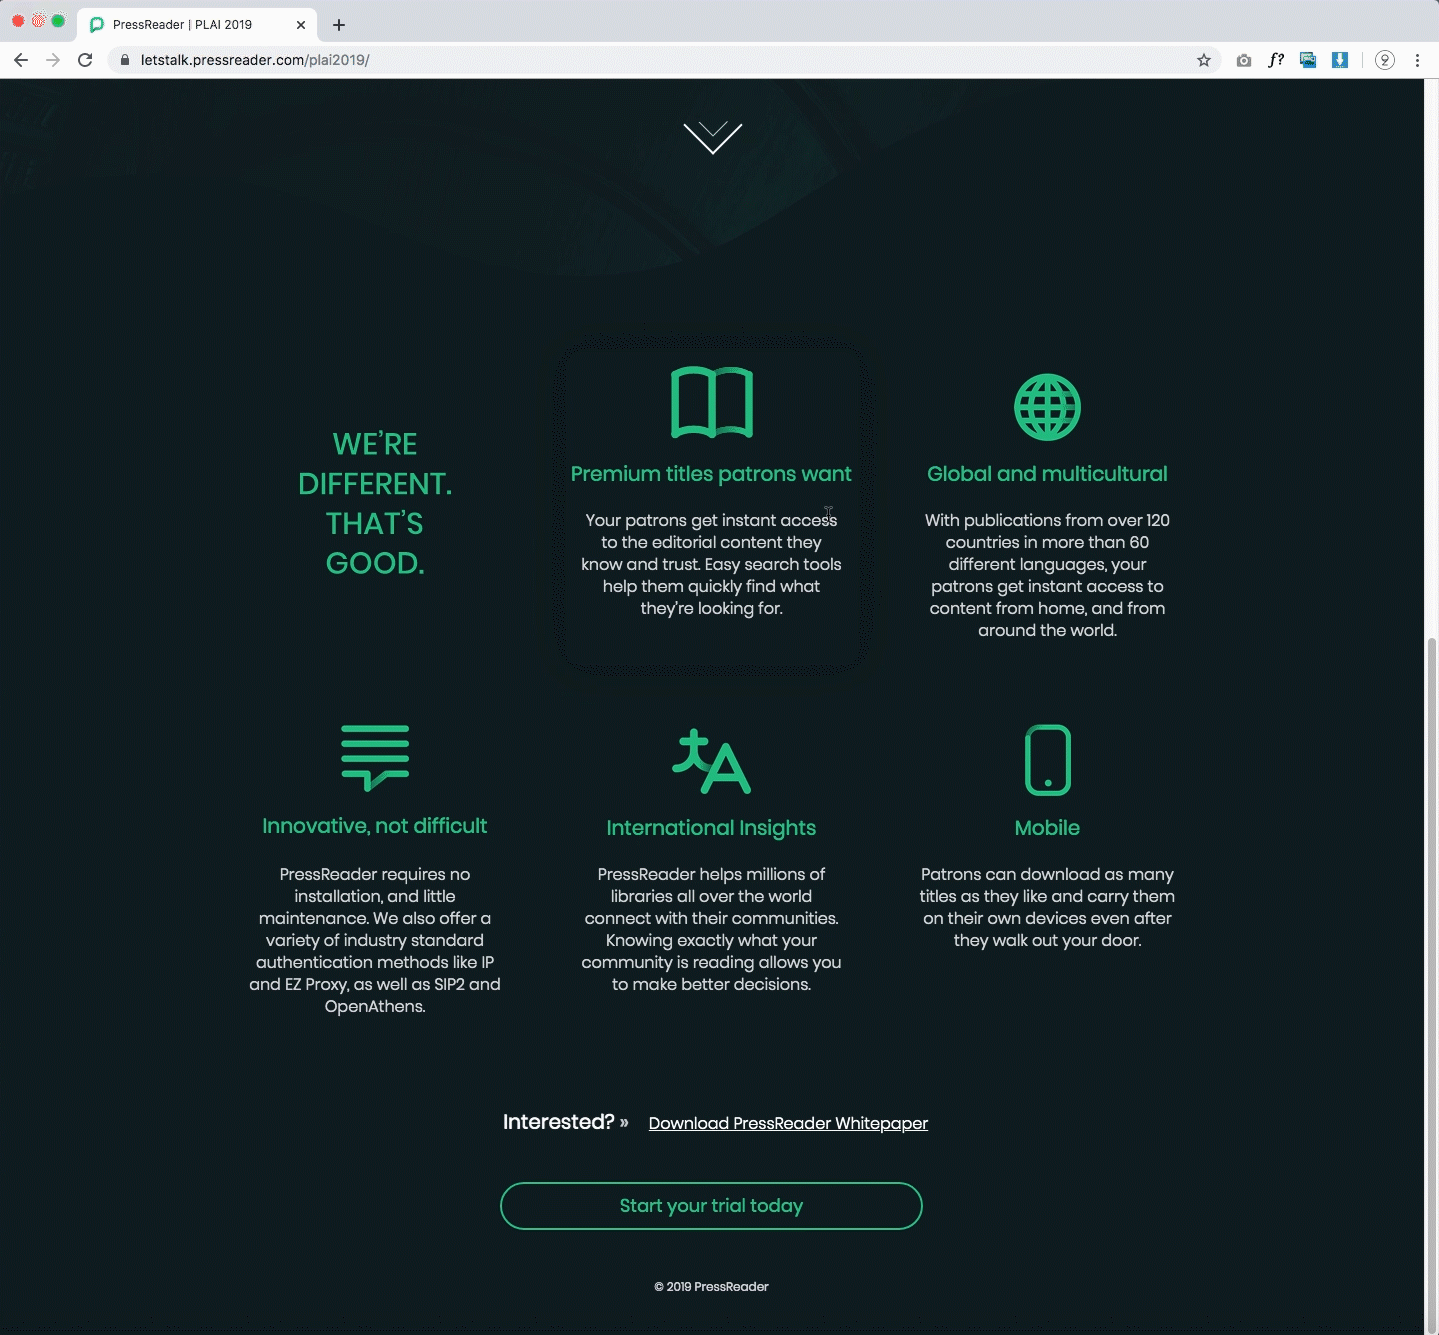 PressReader | PLAI 2019
letstalk.pressreader.com/plai2019/
f?
WE’RE
DIFFERENT.
THAT’S
GOOD.
Premium titles patrons want
Your patrons get instant access
to the editorial content they
know and trust. Easy search tools
help them quickly find what
they’re looking for.
Global and multicultural
With publications from over 120
countries in more than 60
different languages, your
patrons get instant access to
content from home, and from
around the world.
Innovative, not difficult
PressReader requires no
installation, and little
maintenance. We also offer a
variety of industry standard
authentication methods like IP
and EZ Proxy, as well as SIP2 and
OpenAthens.
International Insights
PressReader helps millions of
libraries all over the world
connect with their communities.
Knowing exactly what your
community is reading allows you
to make better decisions.
Mobile
Patrons can download as many
titles as they like and carry them
on their own devices even after
they walk out your door.
Interested? » Download PressReader Whitepaper
Start your trial today
© 2019 PressReader